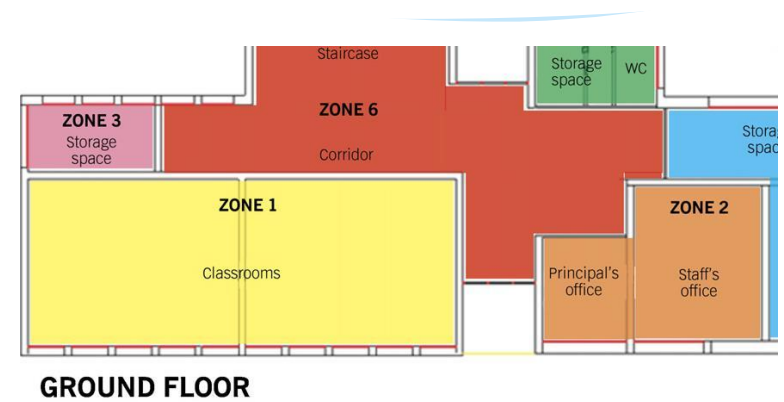 Staircase
Storage
space
WC
ZONE 6
ZONE 3
Storage
space
Corridor
ZONE 1
ZONE 2
Classrooms
Principal's
office
Staff's
office
GROUND FLOOR